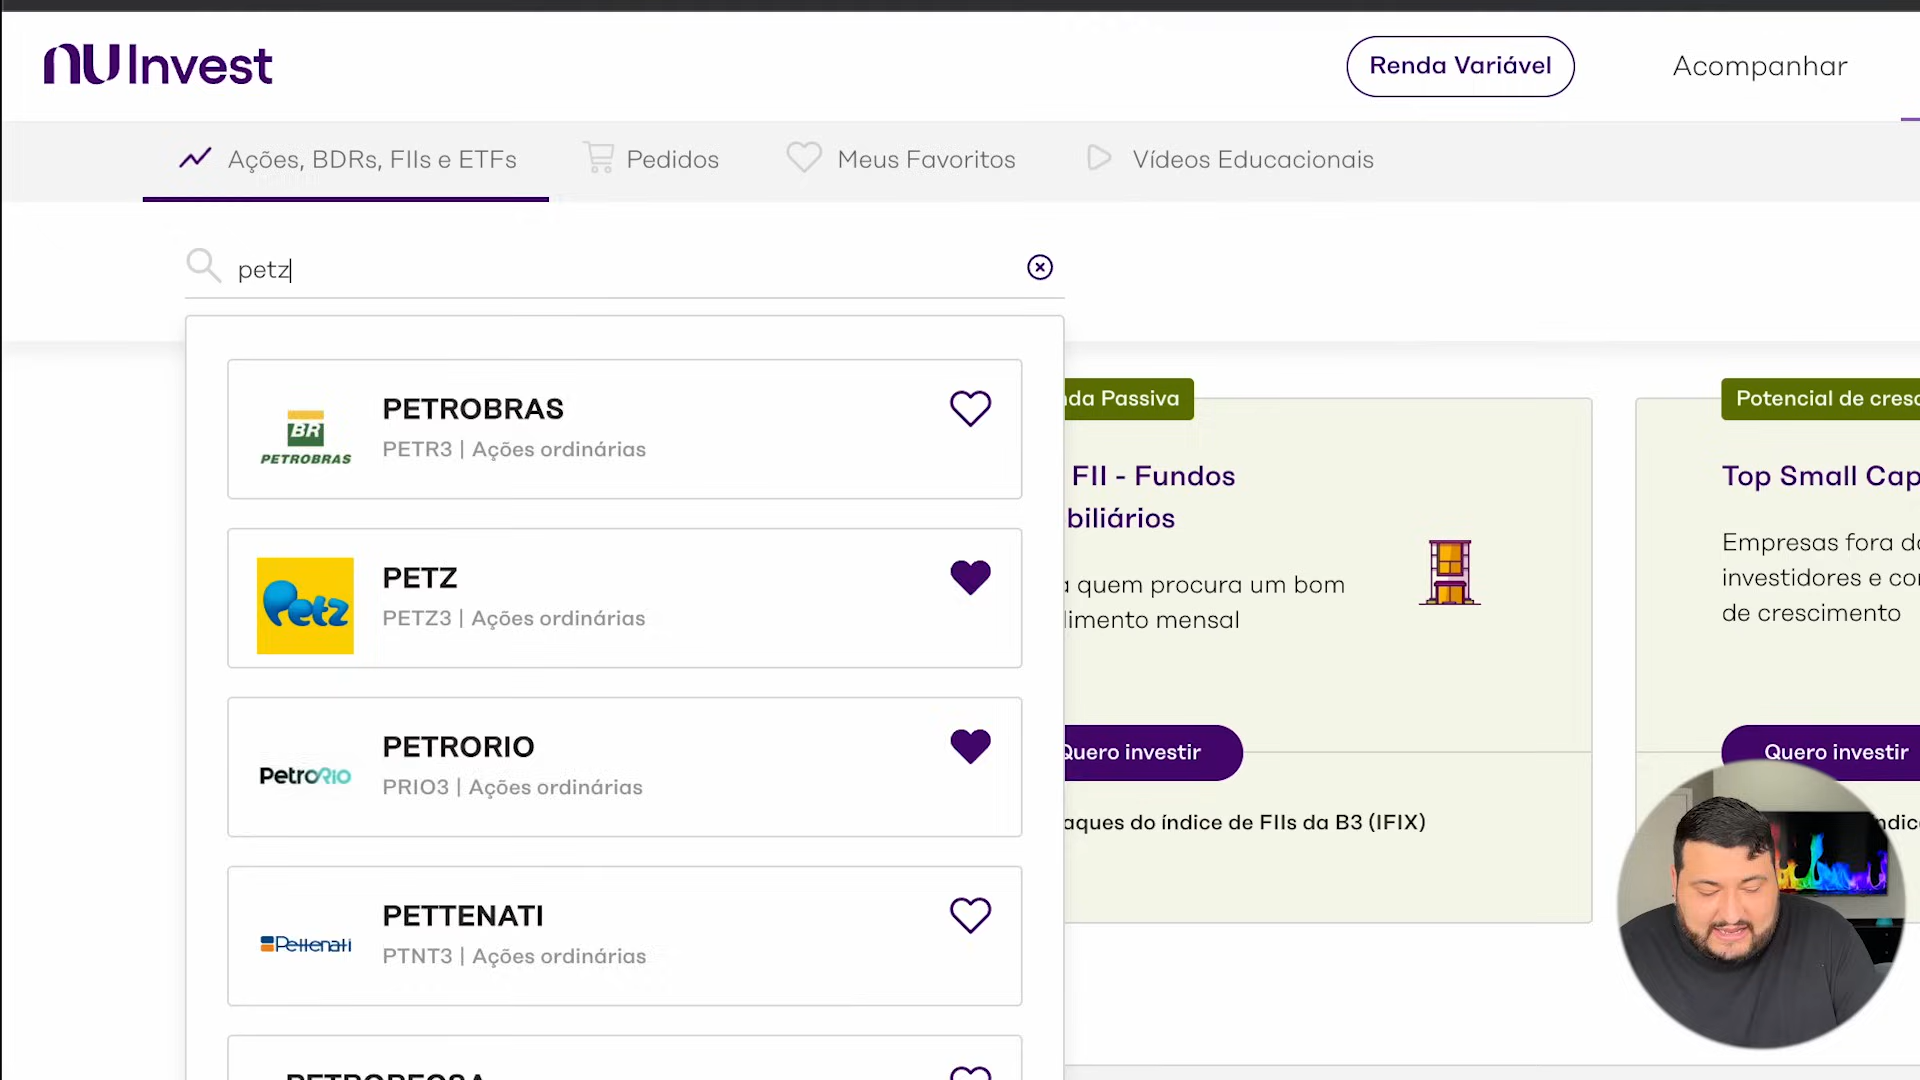 nu Invest
Renda Variável
Acompanhar
Ações, BDRs, FIIs e ETFs
Pedidos
Meus Favoritos
Vídeos Educacionais
petz
BR
PETROBRAS
PETROBRAS
PETR3 | Ações ordinárias
Petz
PETZ
PETZ3 | Ações ordinárias
PetroRio
PETRORIO
PRIO3 | Ações ordinárias
Pettenati
PETTENATI
PTNT3 | Ações ordinárias
nda Passiva
FII - Fundos
biliários
a quem procura um bom
limento mensal
Quero investir
aques do índice de FIIs da B3 (IFIX)
Potencial de cresc
Top Small Cap
Empresas fora d
investidores e co
de crescimento
Quero investir
ndic